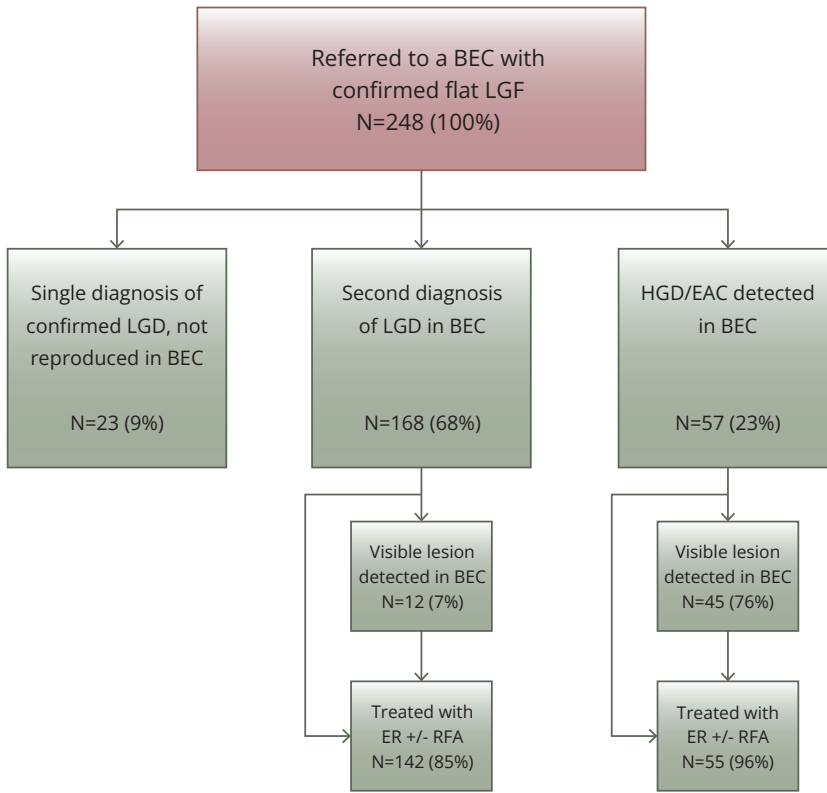 Referred to a BEC with
confirmed flat LGF
N=248 (100%)
Single diagnosis of
confirmed LGD, not
reproduced in BEC
N=23 (9%)
Second diagnosis
of LGD in BEC
N=168 (68%)
HGD/EAC detected
in BEC
N=57 (23%)
Visible lesion
detected in BEC
N=12 (7%)
Visible lesion
detected in BEC
N=45 (76%)
Treated with
ER +/- RFA
N=142 (85%)
Treated with
ER +/- RFA
N=55 (96%)